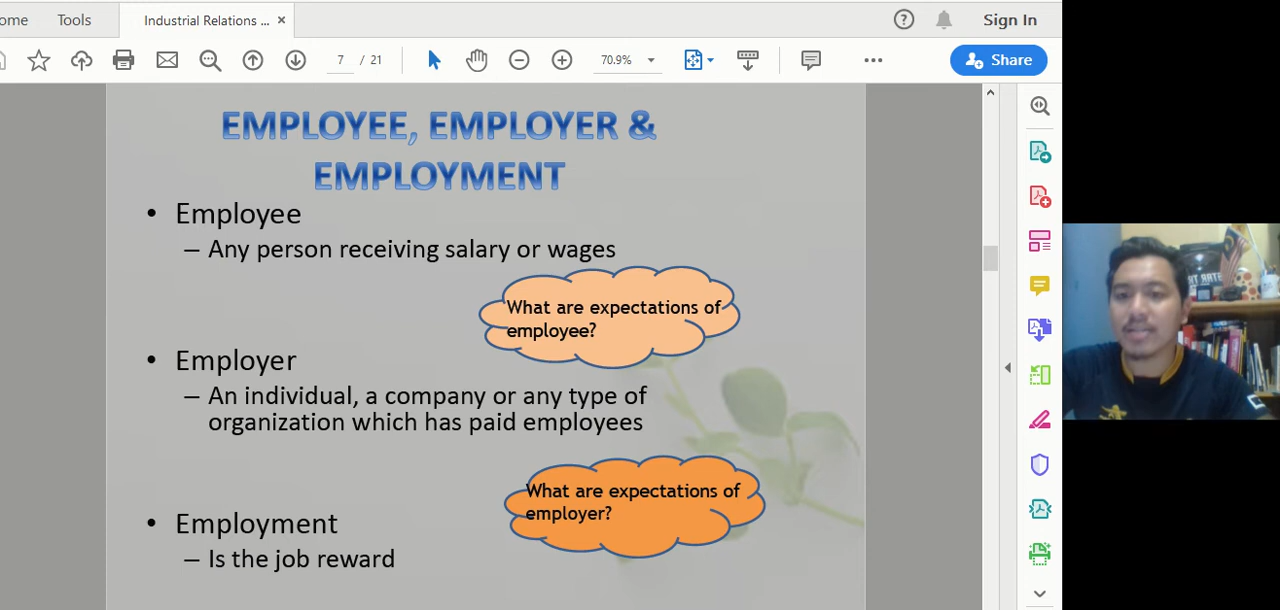 ome
Tools
Industrial Relations ... ×
Sign In
7 / 21
70.9%
Share
EMPLOYEE, EMPLOYER &
EMPLOYMENT
• Employee
– Any person receiving salary or wages
What are expectations of
employee?
• Employer
– An individual, a company or any type of
organization which has paid employees
What are expectations of
employer?
• Employment
– Is the job reward